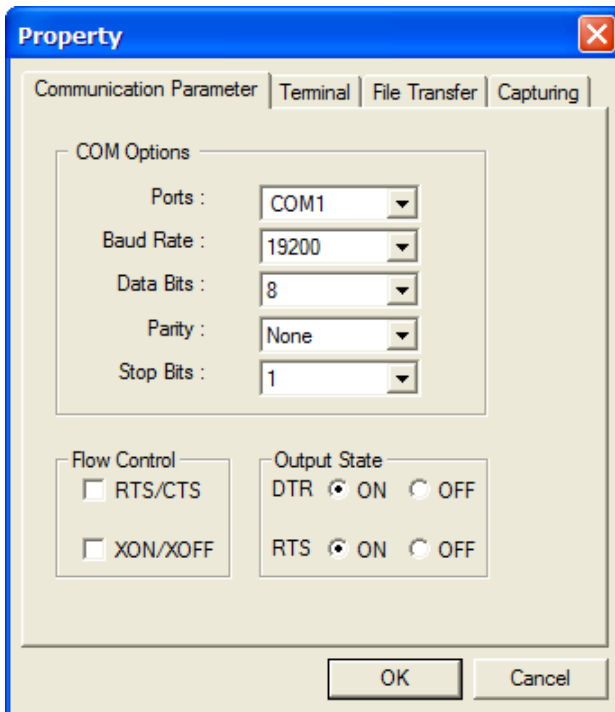 Property
Communication Parameter Terminal File Transfer Capturing
COM Options
Ports : COM1
Baud Rate : 19200
Data Bits : 8
Parity : None
Stop Bits : 1
Flow Control Output State
RTS/CTS DTR ON OFF
XON/XOFF RTS ON OFF
OK Cancel